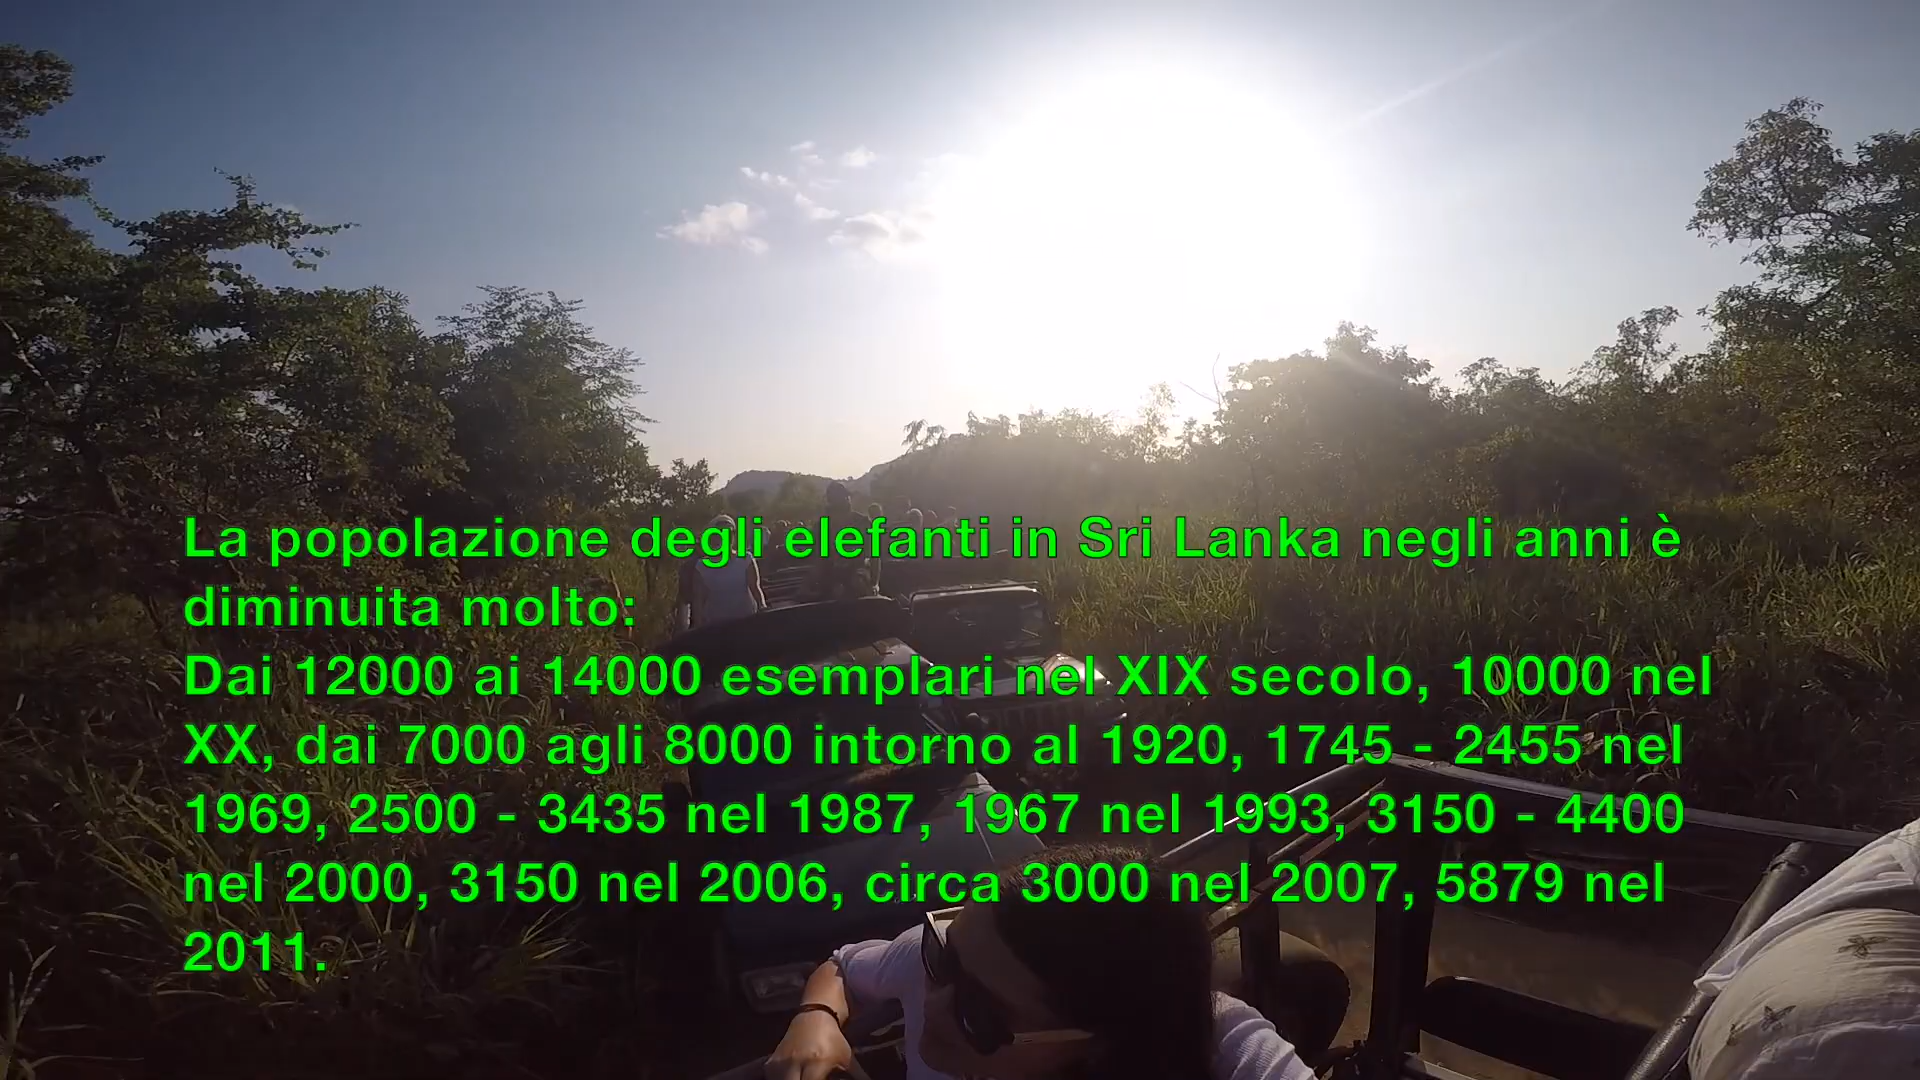 La popolazione degli elefanti in Sri Lanka negli anni è
diminuita molto:
Dai 12000 ai 14000 esemplari nel XIX secolo, 10000 nel
XX, dai 7000 agli 8000 intorno al 1920, 1745 - 2455 nel
1969, 2500 - 3435 nel 1987, 1967 nel 1993, 3150 - 4400
nel 2000, 3150 nel 2006, circa 3000 nel 2007, 5879 nel
2011.